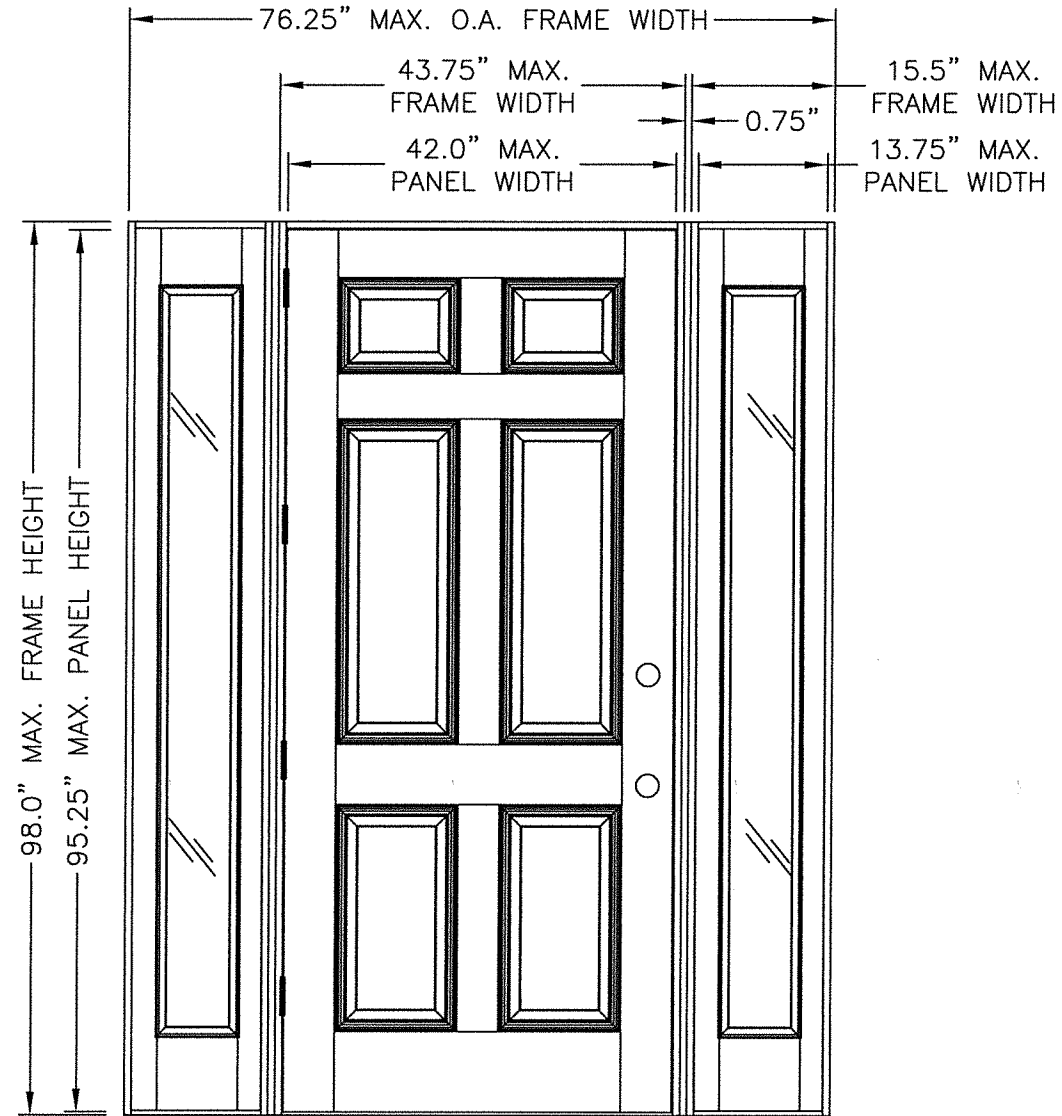 76.25” MAX. O.A. FRAME WIDTH
43.75” MAX.
FRAME WIDTH
15.5” MAX.
FRAME WIDTH
0.75”
42.0” MAX.
PANEL WIDTH
13.75” MAX.
PANEL WIDTH
98.0” MAX. FRAME HEIGHT
95.25” MAX. PANEL HEIGHT